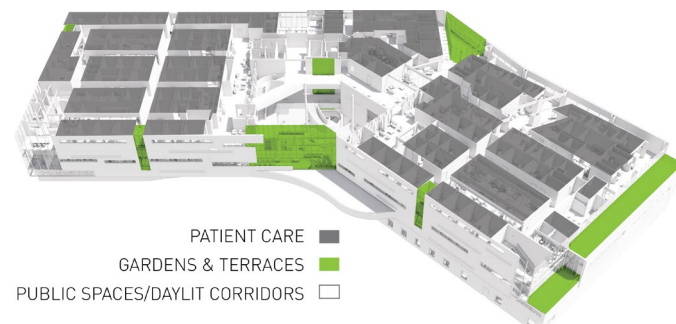 PATIENT CARE
GARDENS & TERRACES
PUBLIC SPACES/DAYLIT CORRIDORS